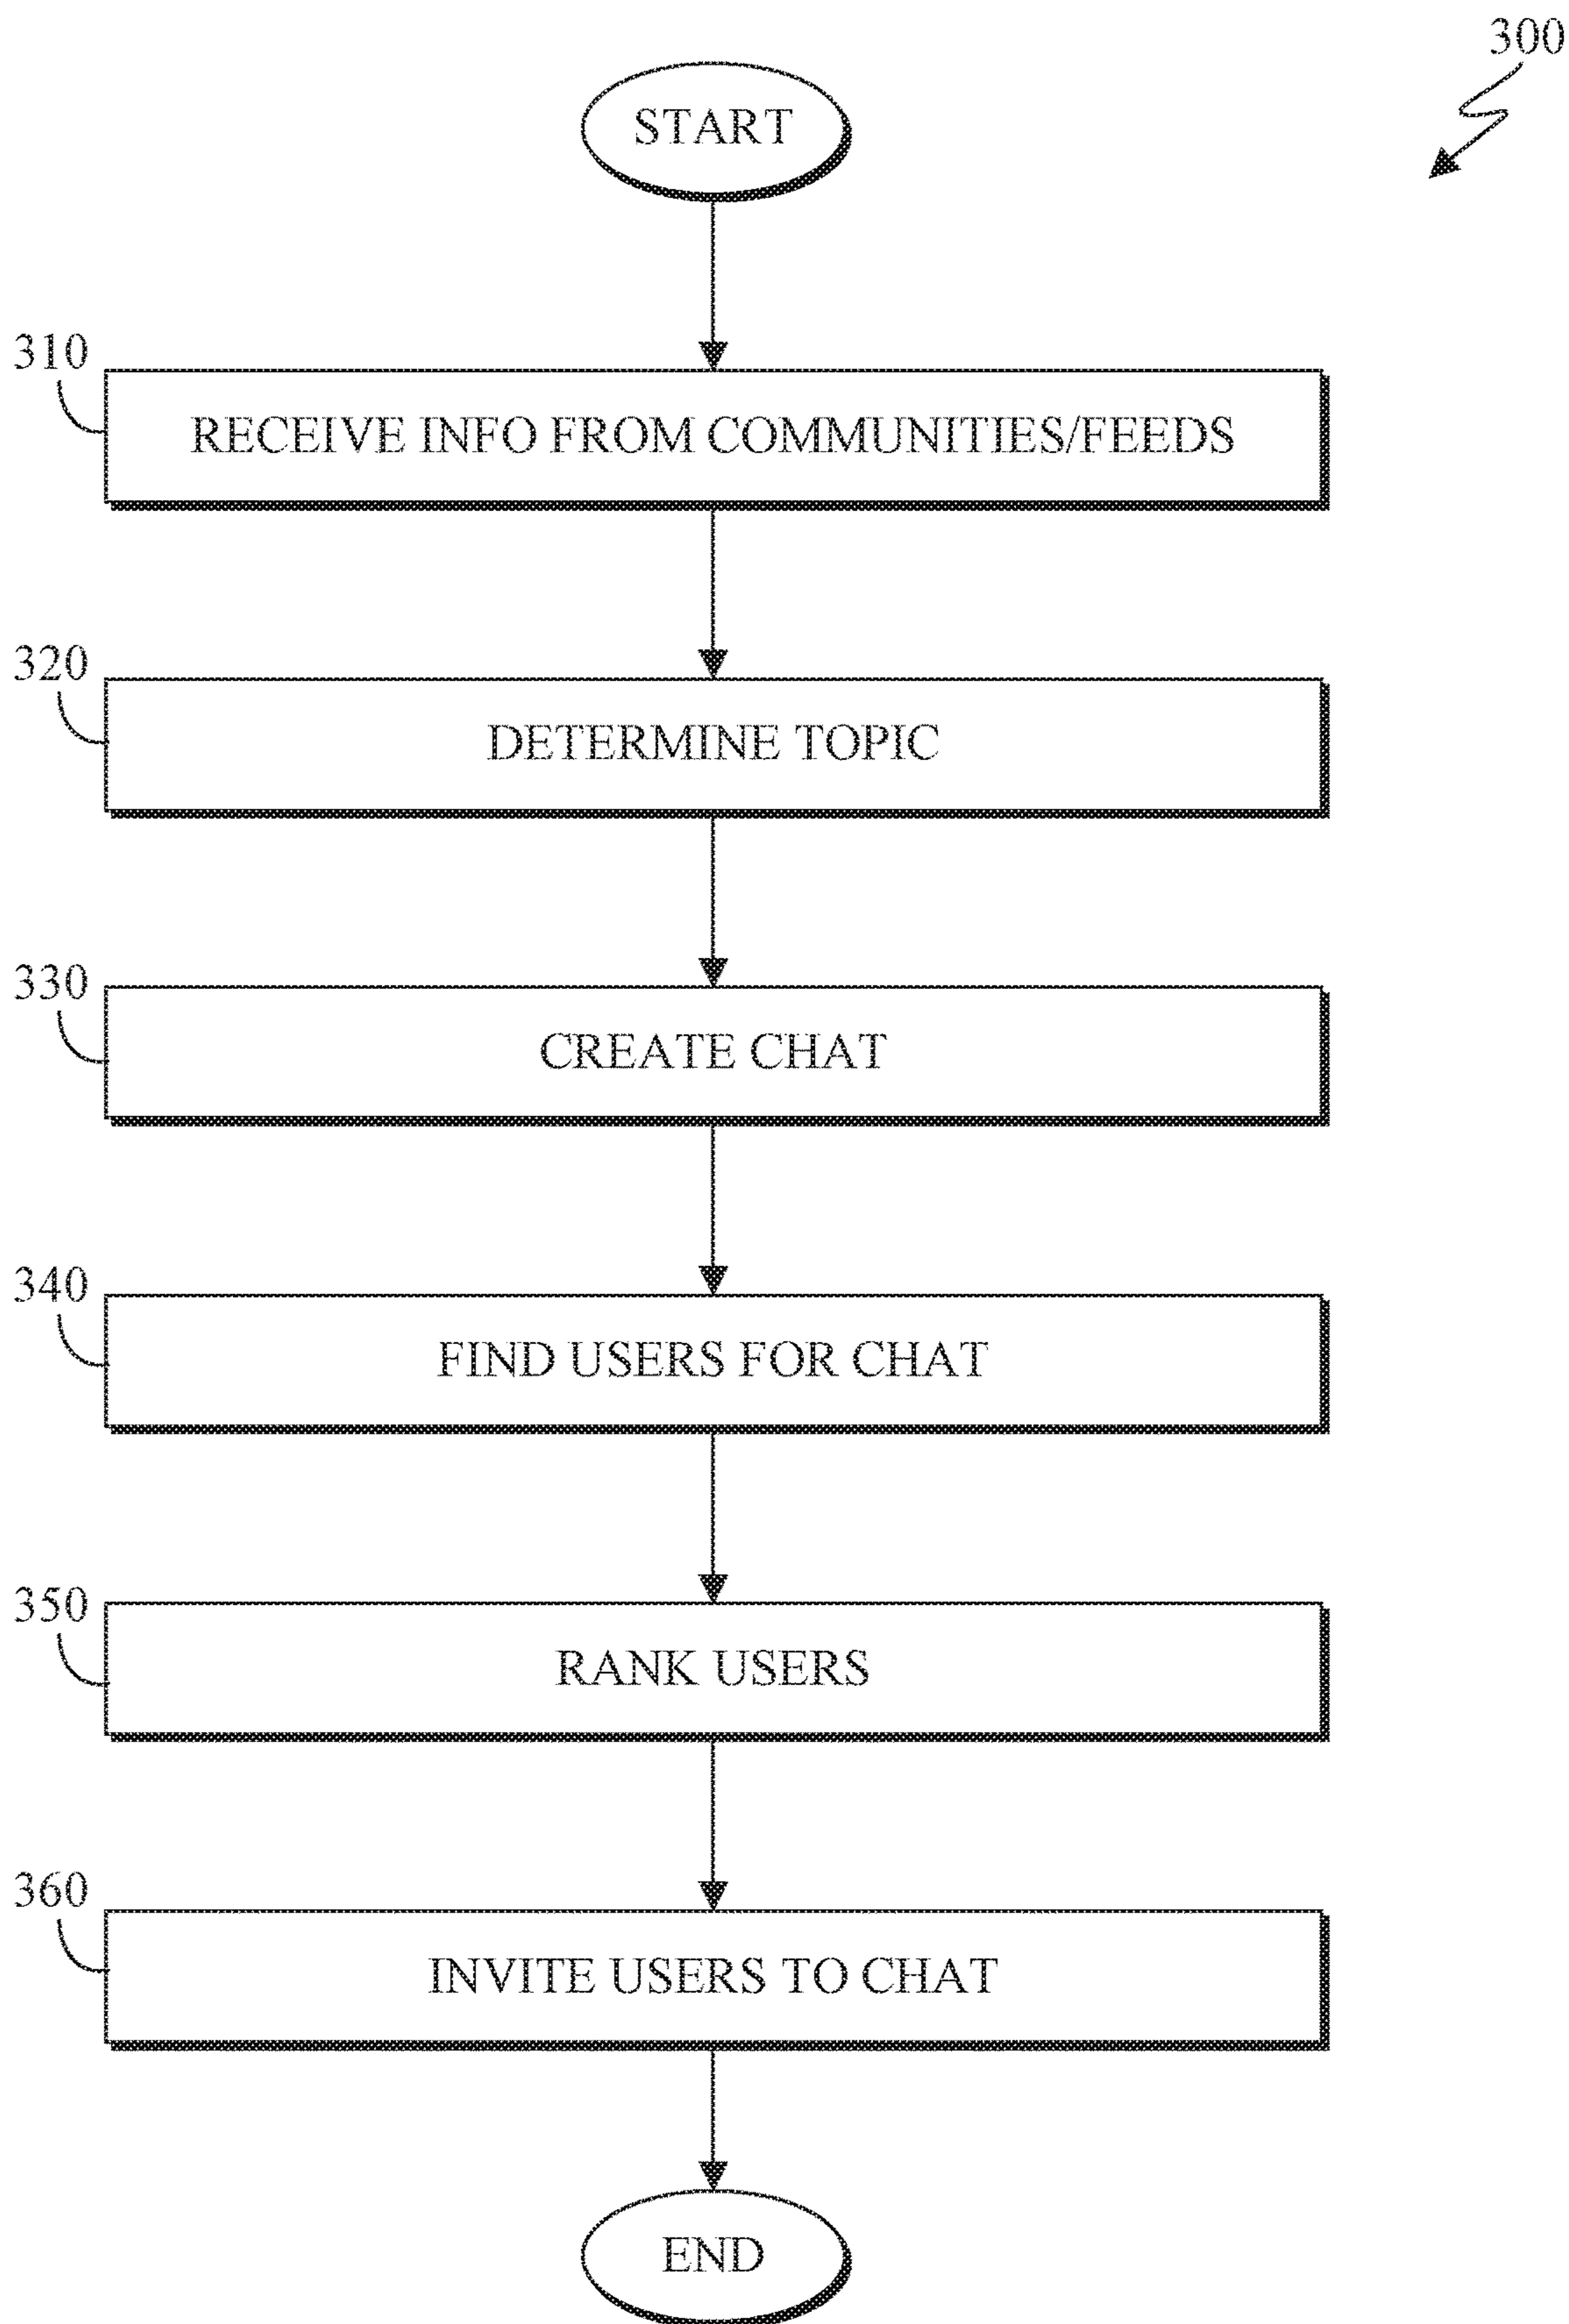 300
START
310
RECEIVE INFO FROM COMMUNITIES/FEEDS
320
DETERMINE TOPIC
330
CREATE CHAT
340
FIND USERS FOR CHAT
350
RANK USERS
360
INVITE USERS TO CHAT
END